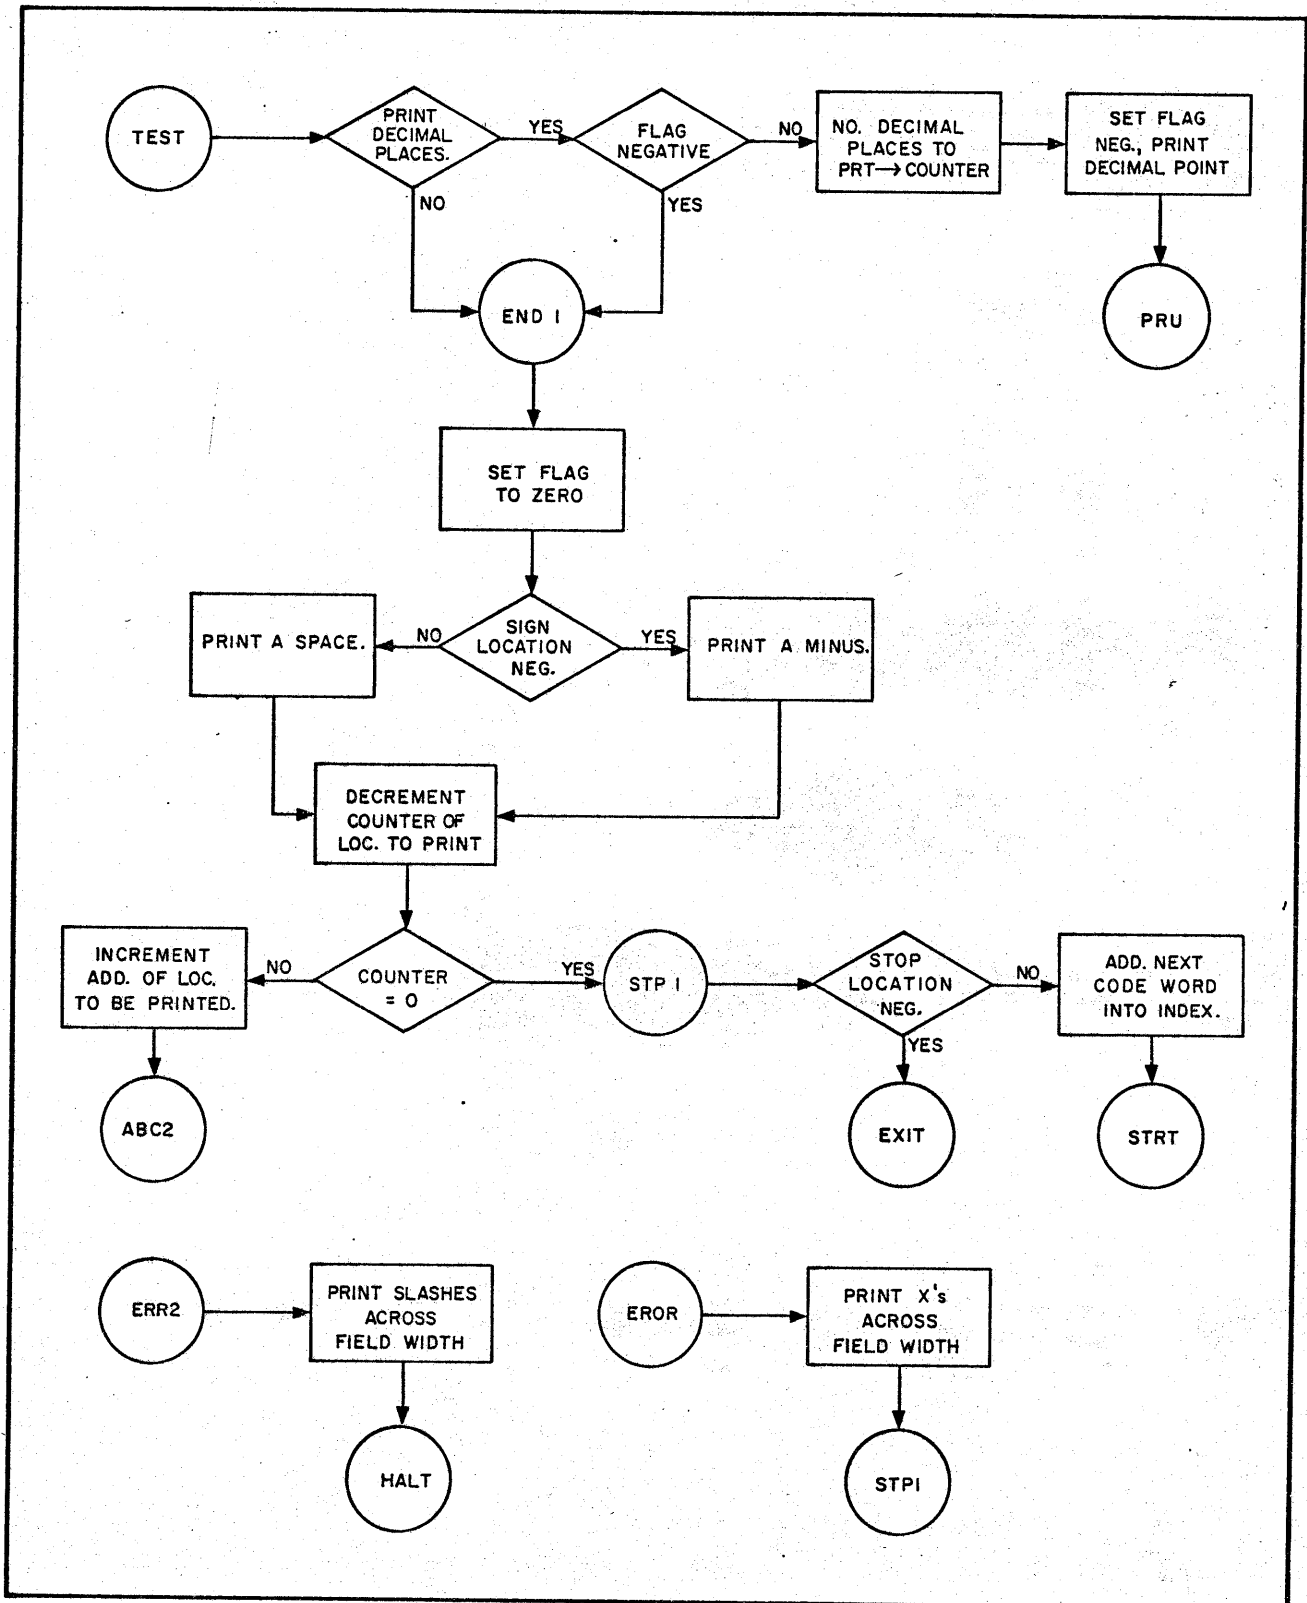 TEST
PRINT
DECIMAL
PLACES.
YES
FLAG
NEGATIVE
NO
NO. DECIMAL
PLACES TO
PRT→COUNTER
SET FLAG
NEG., PRINT
DECIMAL POINT
NO
YES
END 1
PRU
SET FLAG
TO ZERO
PRINT A SPACE.
NO
SIGN
LOCATION
NEG.
YES
PRINT A MINUS.
DECREMENT
COUNTER OF
LOC. TO PRINT
INCREMENT
ADD. OF LOC.
TO BE PRINTED.
NO
COUNTER
= 0
YES
STP 1
STOP
LOCATION
NEG.
NO
ADD. NEXT
CODE WORD
INTO INDEX.
YES
ABC2
EXIT
STRT
ERR2
PRINT SLASHES
ACROSS
FIELD WIDTH
EROR
PRINT X's
ACROSS
FIELD WIDTH
HALT
STP1